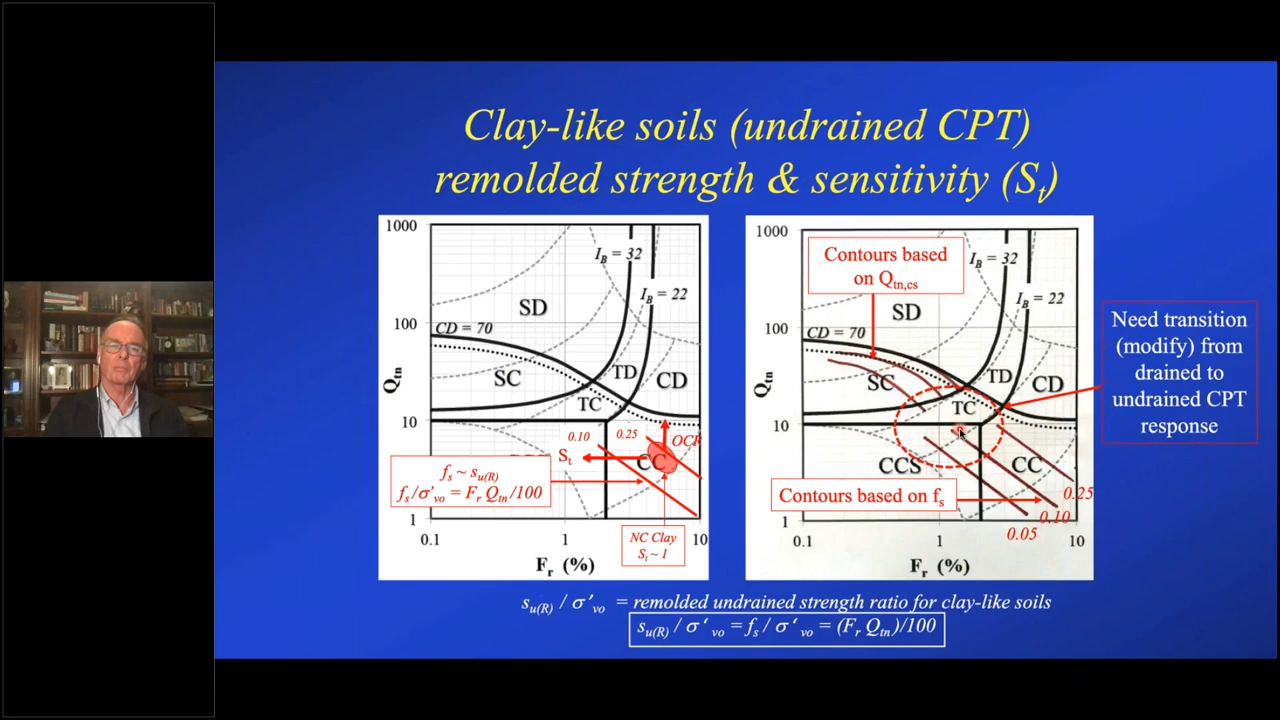 Clay-like soils (undrained CPT)
remolded strength & sensitivity (St)
1000
100
10
1
Qtn
0.1
1
10
Fr (%)
IB = 32
IB = 22
SD
CD = 70
SC
TD
CD
TC
0.10
0.25
OCR
St
CC
fs ~ su(R)
fs/σ'vo = Fr Qtn/100
NC Clay
St ~ 1
1000
100
10
1
Qtn
0.1
1
10
Fr (%)
Contours based
on Qtn,cs
IB = 32
IB = 22
SD
CD = 70
SC
TD
CD
TC
CCS
CC
Contours based on fs
0.25
0.10
0.05
Need transition
(modify) from
drained to
undrained CPT
response
su(R) / σ'vo = remolded undrained strength ratio for clay-like soils
su(R) / σ'vo = fs / σ'vo = (Fr Qtn)/100